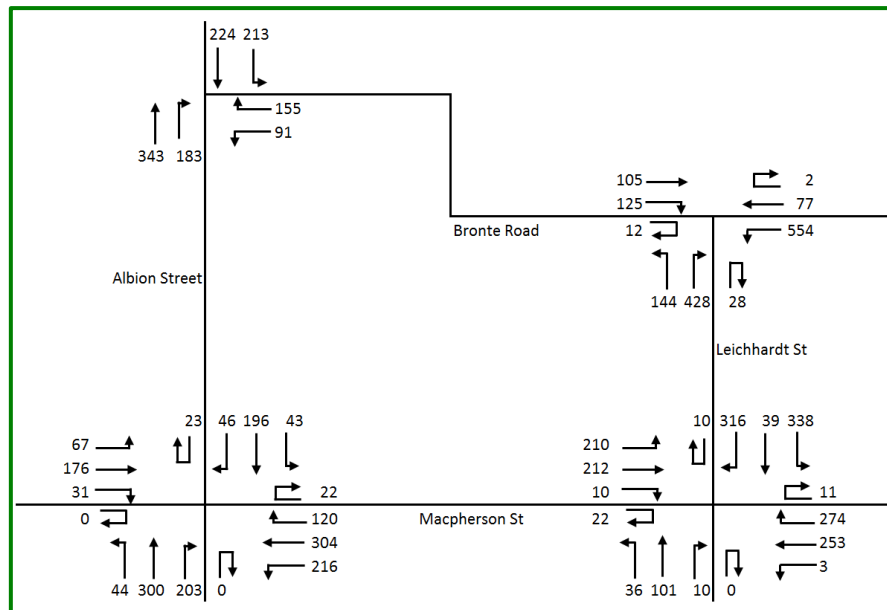 224 213
155
91
343 183
105
125
12
2
77
554
Bronte Road
144 428 28
Albion Street
Leichhardt St
23 46 196 43
67
176
31
0
22
120
304
216
44 300 203 0
Macpherson St
10 316 39 338
210
212
10
22
11
274
253
3
36 101 10 0